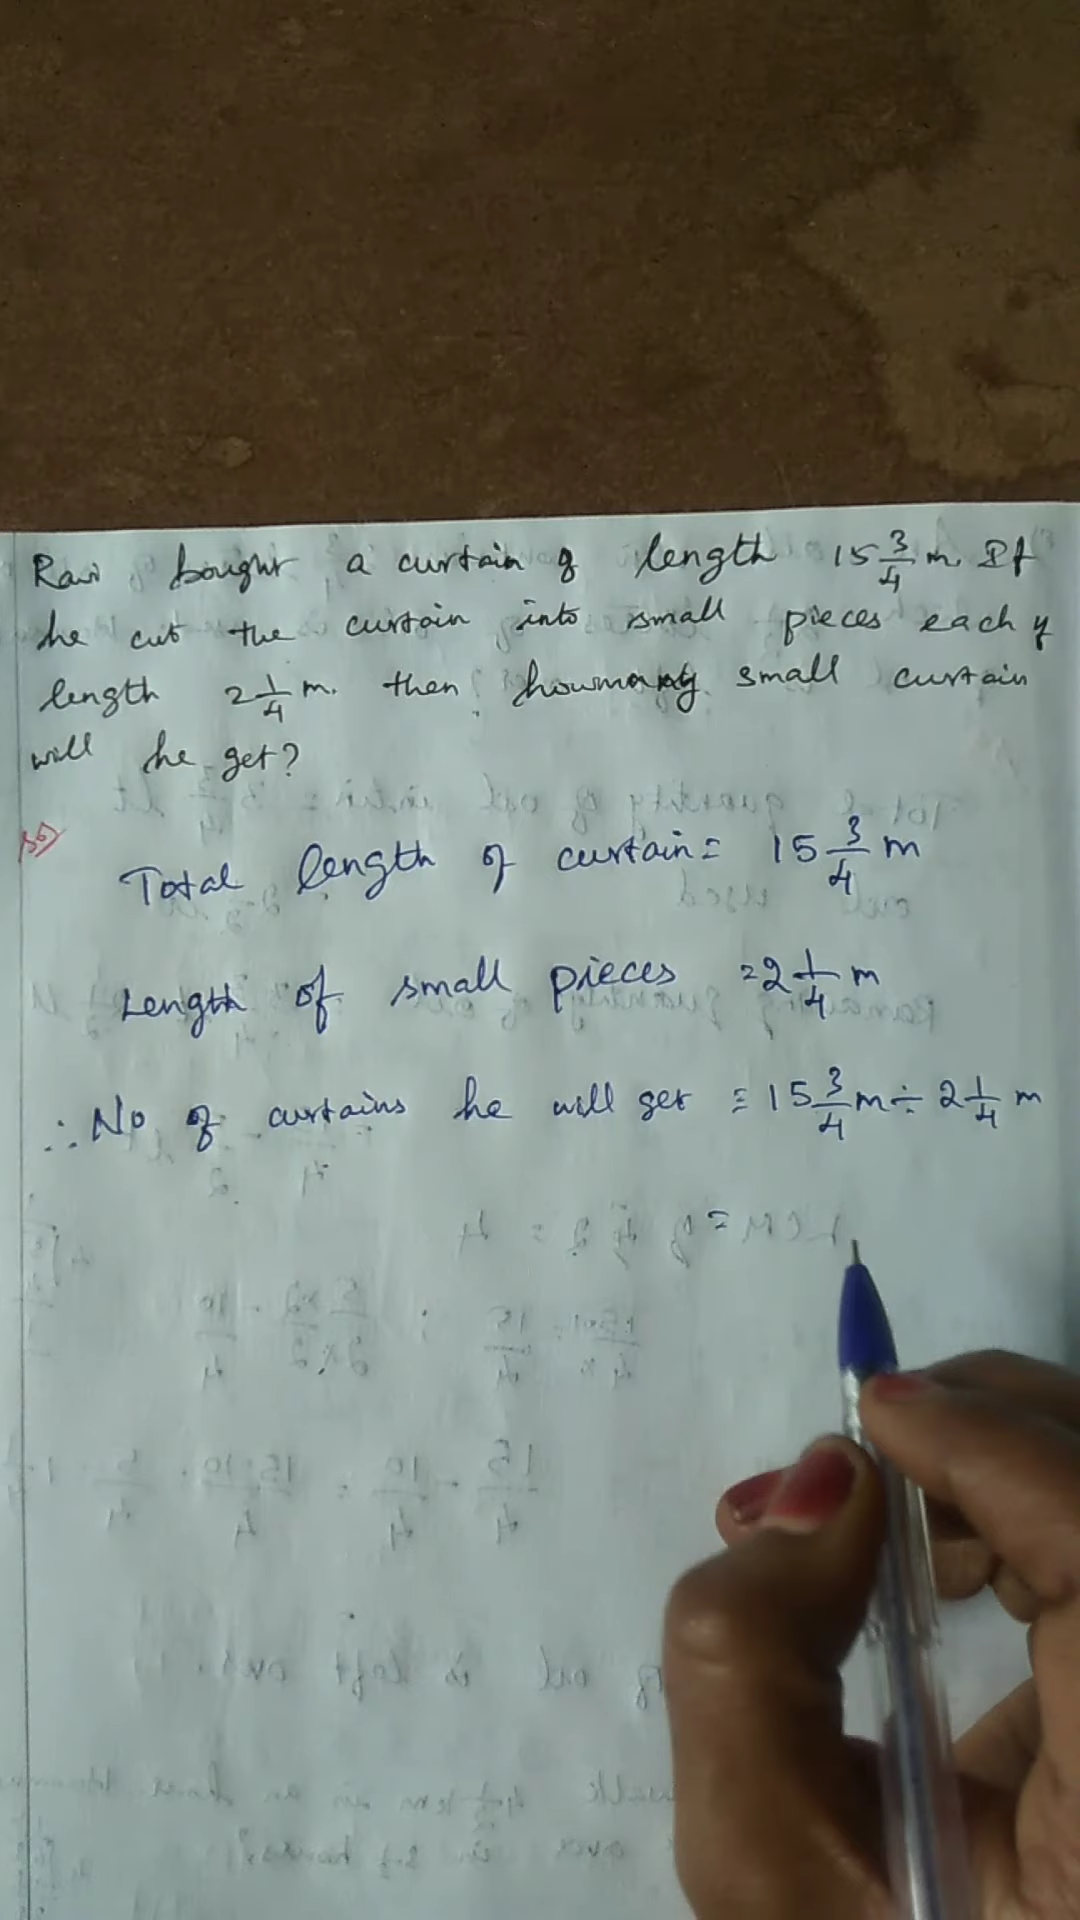 Ravi bought a curtain of length 15 3/4 m. If
he cut the curtain into small pieces each of
length 2 1/4 m. then howmany small curtain
will he get?
Sol
Total length of curtain = 15 3/4 m
Length of small pieces = 2 1/4 m
∴ No of curtains he will get = 15 3/4 m ÷ 2 1/4 m